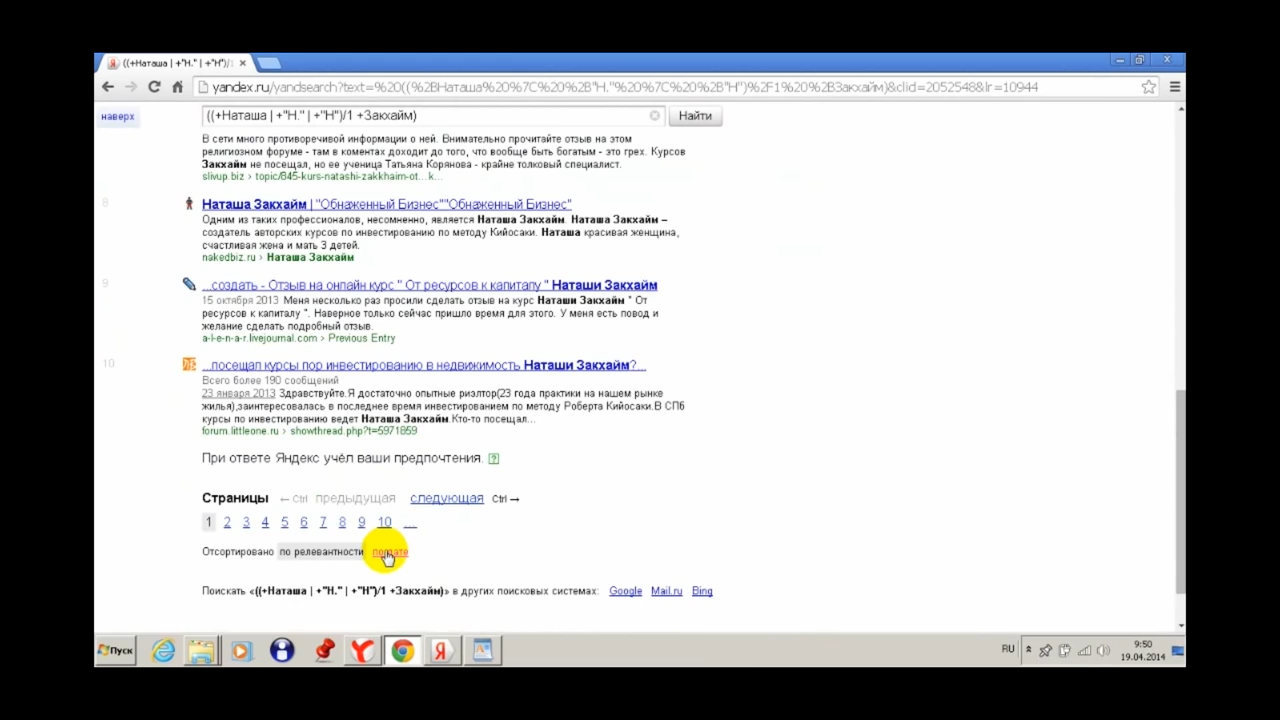 ((+Наташа | +"Н." | +"Н")/1
yandex.ru/yandsearch?text=%20((%2BНаташа%20%7C%20%2B"Н."%20%7C%20%2B"Н")%2F1%20%2BЗакхайм)&clid=2052548&lr=10944
наверх
((+Наташа | +"Н." | +"Н")/1 +Закхайм)
Найти
В сети много противоречивой информации о ней. Внимательно прочитайте отзыв на этом
религиозном форуме - там в коментах доходит до того, что вообще быть богатым - это грех. Курсов
Закхайм не посещал, но ее ученица Татьяна Корянова - крайне толковый специалист.
slivup.biz › topic/845-kurs-natashi-zakkhaim-ot... к...
8
Наташа Закхайм | "Обнаженный Бизнес""Обнаженный Бизнес"
Одним из таких профессионалов, несомненно, является Наташа Закхайм. Наташа Закхайм –
создатель авторских курсов по инвестированию по методу Кийосаки. Наташа красивая женщина,
счастливая жена и мать 3 детей.
nakedbiz.ru › Наташа Закхайм
9
...создать - Отзыв на онлайн курс " От ресурсов к капиталу " Наташи Закхайм
15 октября 2013 Меня несколько раз просили сделать отзыв на курс Наташи Закхайм " От
ресурсов к капиталу ". Наверное только сейчас пришло время для этого. У меня есть повод и
желание сделать подробный отзыв.
a-l-e-n-a-r.livejournal.com › Previous Entry
10
...посещал курсы пор инвестированию в недвижимость Наташи Закхайм?...
Всего более 190 сообщений
23 января 2013 Здравствуйте.Я достаточно опытные риэлтор(23 года практики на нашем рынке
жилья),заинтересовалась в последнее время инвестированием по методу Роберта Кийосаки.В СПб
курсы по инвестированию ведет Наташа Закхайм.Кто-то посещал...
forum.littleone.ru › showthread.php?t=5971859
При ответе Яндекс учёл ваши предпочтения. ?
Страницы ← Ctrl предыдущая следующая Ctrl →
1 2 3 4 5 6 7 8 9 10 ...
Отсортировано по релевантности по дате
Поискать «((+Наташа | +"Н." | +"Н")/1 +Закхайм)» в других поисковых системах: Google Mail.ru Bing
Пуск
RU
9:50
19.04.2014